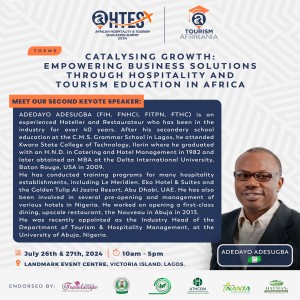 AHTES
AFRICAN HOSPITALITY & TOURISM
EDUCATION SUMMIT
2024
TOURISM
AFRIKANIA
THEME
CATALYSING GROWTH:
EMPOWERING BUSINESS SOLUTIONS
THROUGH HOSPITALITY AND
TOURISM EDUCATION IN AFRICA
MEET OUR SECOND KEYOTE SPEAKER:
ADEDAYO ADESUGBA (FIH, FNHCI, FITPN, FTHC) is an
experienced Hotelier and Restaurateur who has been in the
industry for over 40 years. After his secondary school
education at the C.M.S. Grammar School in Lagos, he attended
Kwara State College of Technology, Ilorin where he graduated
with an H.N.D. in Catering and Hotel Management in 1982 and
later obtained an MBA at the Delta International University.
Baton Rouge, USA in 2009.
He has conducted training programs for many hospitality
establishments, including Le Meridien, Eko Hotel & Suites and
the Golden Tulip Al Jazira Resort, Abu Dhabi, UAE. He has also
been involved in several pre-opening and management of
various hotels in Nigeria. He worked on opening a first-class
dining, upscale restaurant, the Nouveau in Abuja in 2013.
He was recently appointed as the Industry Head of the
Department of Tourism & Hospitality Management, at the
University of Abuja, Nigeria.
ADEDAYO ADESUGBA
July 26th & 27th, 2024
10am - 5pm
LANDMARK EVENT CENTRE, VICTORIA ISLAND, LAGOS.
ENDORSED BY:
NANTA